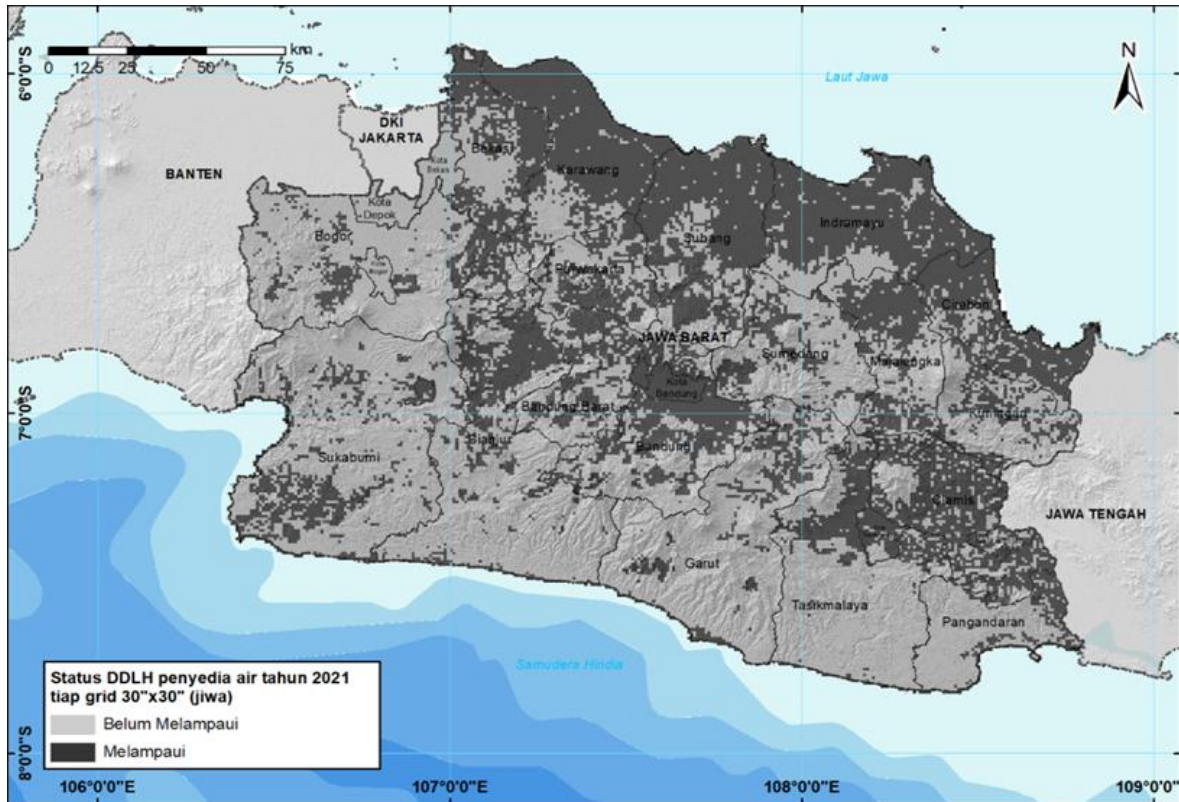 km
0 12.5 25 50 75
N
6°0'0"S
7°0'0"S
8°0'0"S
Laut Jawa
DKI
JAKARTA
BANTEN
Kota
Bekasi
Bekasi
Karawang
Kota
Depok
Bogor
Kota
Bogor
Subang
Indramayu
Purwakarta
Cirebon
JAWA BARAT
Sumedang
Majalengka
Kota
Bandung
Bandung Barat
Kuningan
Cianjur
Bandung
Sukabumi
Ciamis
JAWA TENGAH
Garut
Tasikmalaya
Pangandaran
Samudera Hindia
Status DDLH penyedia air tahun 2021
tiap grid 30"x30" (jiwa)
Belum Melampaui
Melampaui
106°0'0"E
107°0'0"E
108°0'0"E
109°0'0"E